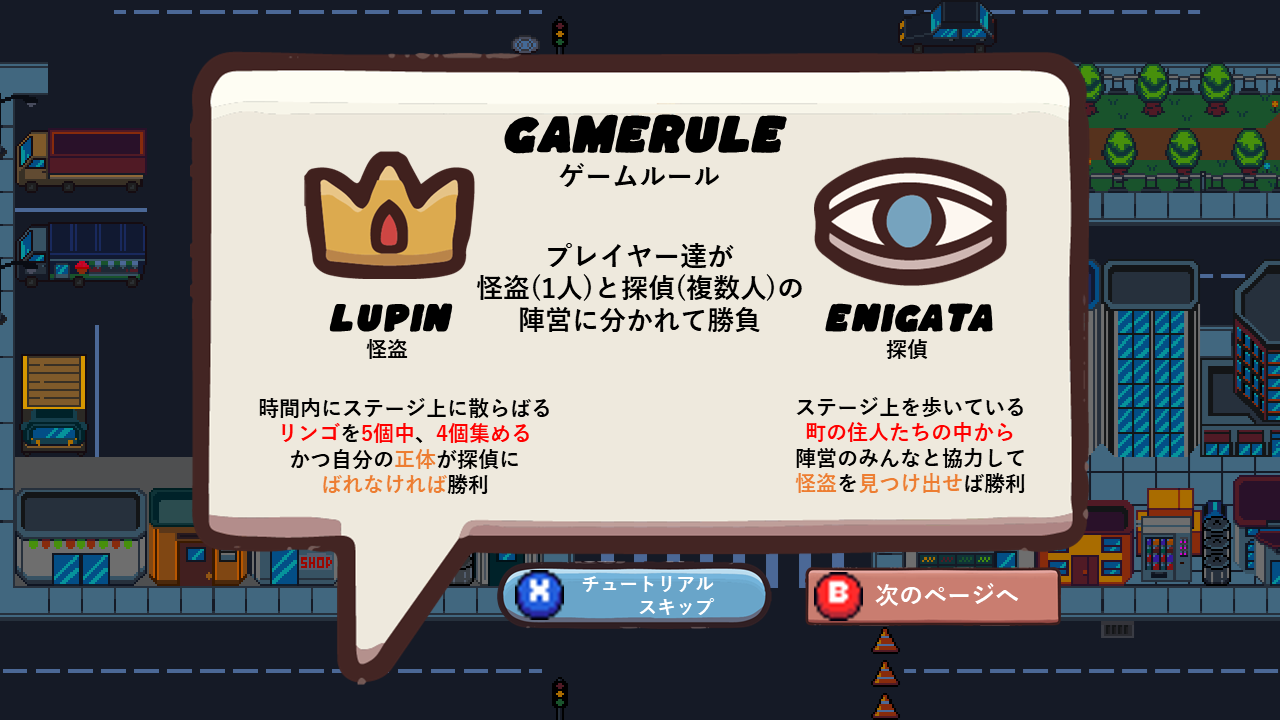 GAMERULE
ゲームルール
プレイヤー達が
怪盗(1人)と探偵(複数人)の
陣営に分かれて勝負
LUPIN
怪盗
時間内にステージ上に散らばる
リンゴを5個中、4個集める
かつ自分の正体が探偵に
ばれなければ勝利
ENIGATA
探偵
ステージ上を歩いている
町の住人たちの中から
陣営のみんなと協力して
怪盗を見つけ出せば勝利
SHOP
X
チュートリアル
スキップ
B
次のページへ